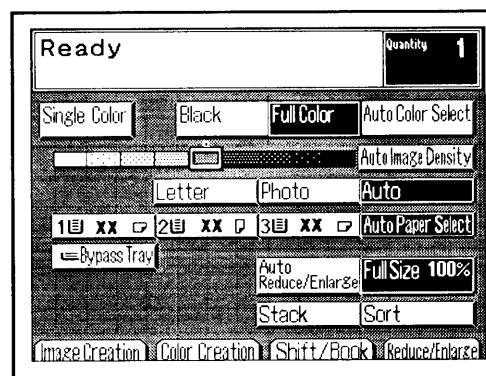 Ready
Quantity 1
Single Color Black Full Color Auto Color Select
Auto Image Density
Letter Photo Auto
1 XX 2 XX 3 XX Auto Paper Select
Bypass Tray
Auto Reduce/Enlarge Full Size 100%
Stack Sort
Image Creation Color Creation Shift/Book Reduce/Enlarge